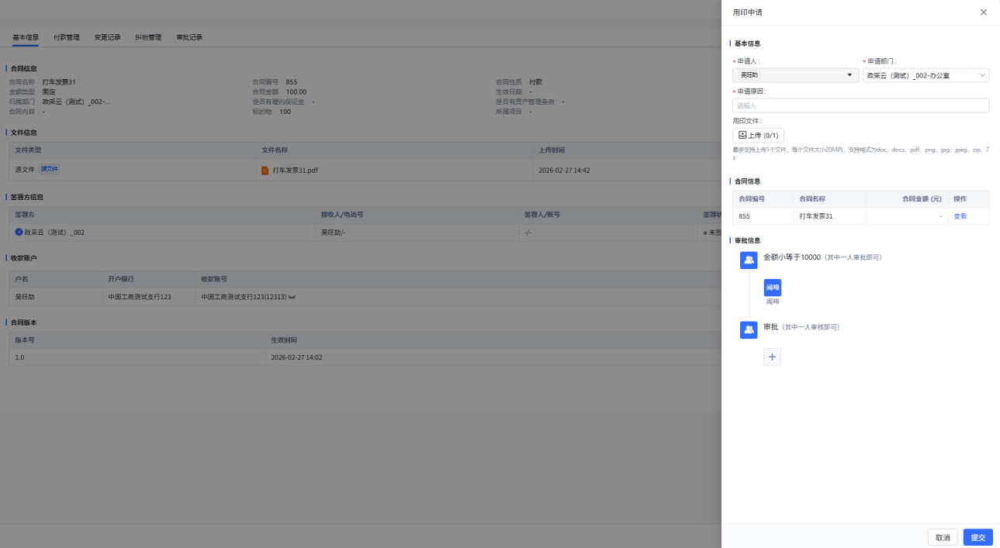 基本信息 付款管理 变更记录 纠纷管理 审批记录
合同信息
合同名称 打车发票31 合同编号 855 合同性质 付款
金额类型 固定 合同金额 100.00 生效日期 -
归属部门 政采云（测试）_002-... 是否有履约保证金 - 是否有资产管理条例 -
合同内容 - 标的物 100 所属项目 -
文件信息
文件类型 文件名称 上传时间
源文件 源文件 打车发票31.pdf 2026-02-27 14:42
签署方信息
签署方 接收人/电话号 签署人/账号 签署状
政采云（测试）_002 吴旺劼/- -/- 未签
收款账户
户名 开户银行 收款账号
吴旺劼 中国工商测试支行123 中国工商测试支行123(12313)
合同版本
版本号 生效时间
1.0 2026-02-27 14:02
用印申请
基本信息
* 申请人: * 申请部门:
吴旺劼 政采云（测试）_002-办公室
* 申请原因:
请输入
用印文件:
上传 (0/1)
最多支持上传1个文件，每个文件大小20M内，支持格式为doc、docx、pdf、png、jpg、jpeg、zip、7
z
合同信息
合同编号 合同名称 合同金额 (元) 操作
855 打车发票31 - 查看
审批信息
金额小等于10000（其中一人审批即可）
闻啼
闻啼
审批（其中一人审核即可）
取消 提交